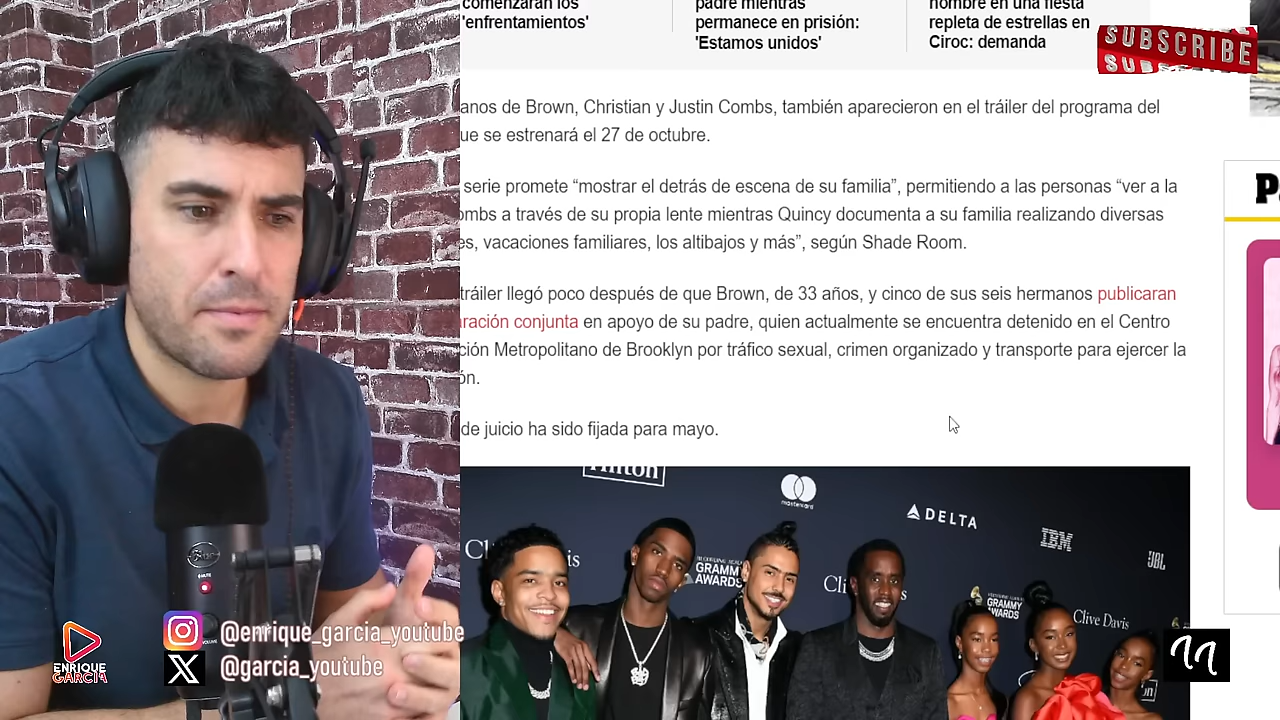 comenzarán los
'enfrentamientos'
padre mientras
permanece en prisión:
'Estamos unidos'
hombre en una fiesta
repleta de estrellas en
Ciroc: demanda
SUBSCRIBE
anos de Brown, Christian y Justin Combs, también aparecieron en el tráiler del programa del
ue se estrenará el 27 de octubre.
serie promete “mostrar el detrás de escena de su familia”, permitiendo a las personas “ver a la
ombs a través de su propia lente mientras Quincy documenta a su familia realizando diversas
es, vacaciones familiares, los altibajos y más”, según Shade Room.
tráiler llegó poco después de que Brown, de 33 años, y cinco de sus seis hermanos publicaran
aración conjunta en apoyo de su padre, quien actualmente se encuentra detenido en el Centro
ción Metropolitano de Brooklyn por tráfico sexual, crimen organizado y transporte para ejercer la
ón.
de juicio ha sido fijada para mayo.
Hilton
mastercard
DELTA
IBM
JBL
GRAMMY
AWARDS
GRAMMY
AWARDS
Clive Davis
@enrique_garcia_youtube
@garcia_youtube
ENRIQUE
GARCIA